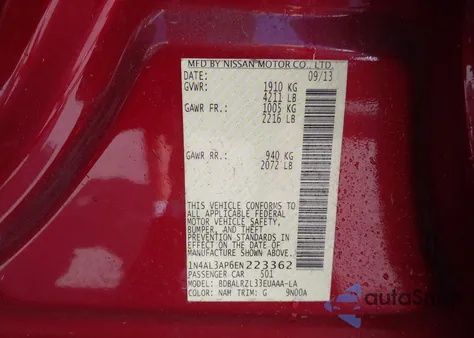 MFD BY NISSAN MOTOR CO., LTD.
DATE: 09/13
GVWR: 1910 KG
4211 LB
GAWR FR.: 1005 KG
2216 LB
GAWR RR.: 940 KG
2072 LB
THIS VEHICLE CONFORMS TO
ALL APPLICABLE FEDERAL
MOTOR VEHICLE SAFETY,
BUMPER, AND THEFT
PREVENTION STANDARDS IN
EFFECT ON THE DATE OF
MANUFACTURE SHOWN ABOVE.
1N4AL3AP6EN223362
PASSENGER CAR S01
MODEL: BDBALRZL33EUAAA-LA
COLOR: NAH TRIM: G 9N00A